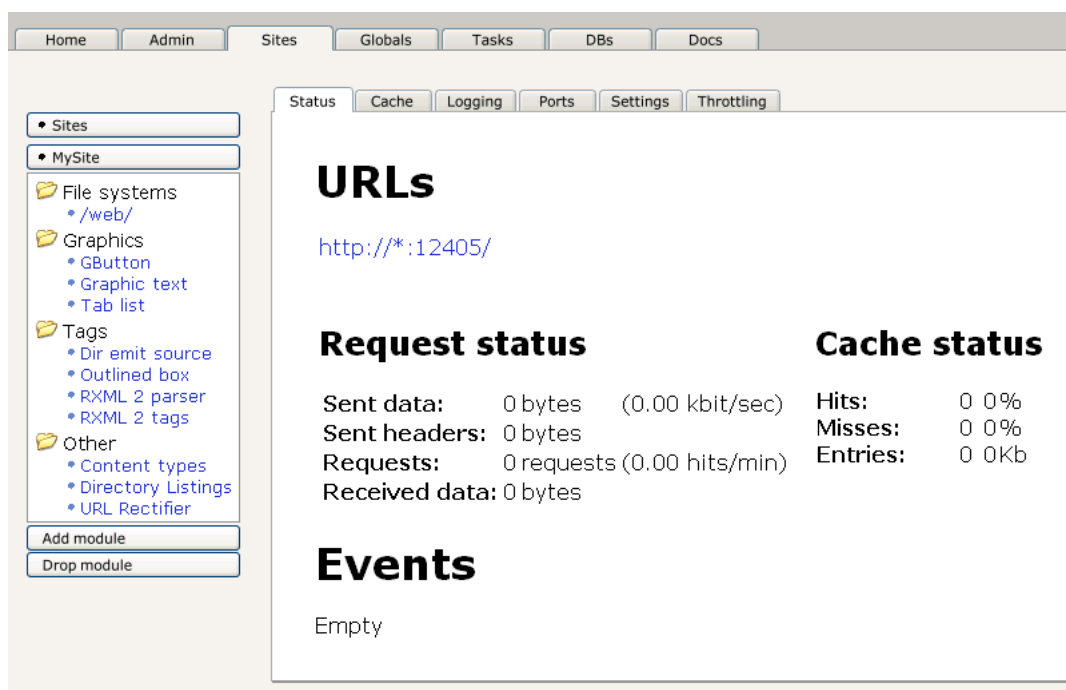 Home Admin Sites Globals Tasks DBs Docs
Status Cache Logging Ports Settings Throttling
Sites
MySite
File systems
/web/
Graphics
GButton
Graphic text
Tab list
Tags
Dir emit source
Outlined box
RXML 2 parser
RXML 2 tags
Other
Content types
Directory Listings
URL Rectifier
Add module
Drop module
URLs
http://*:12405/
Request status
Sent data: 0 bytes (0.00 kbit/sec)
Sent headers: 0 bytes
Requests: 0 requests (0.00 hits/min)
Received data: 0 bytes
Cache status
Hits: 0 0%
Misses: 0 0%
Entries: 0 0Kb
Events
Empty